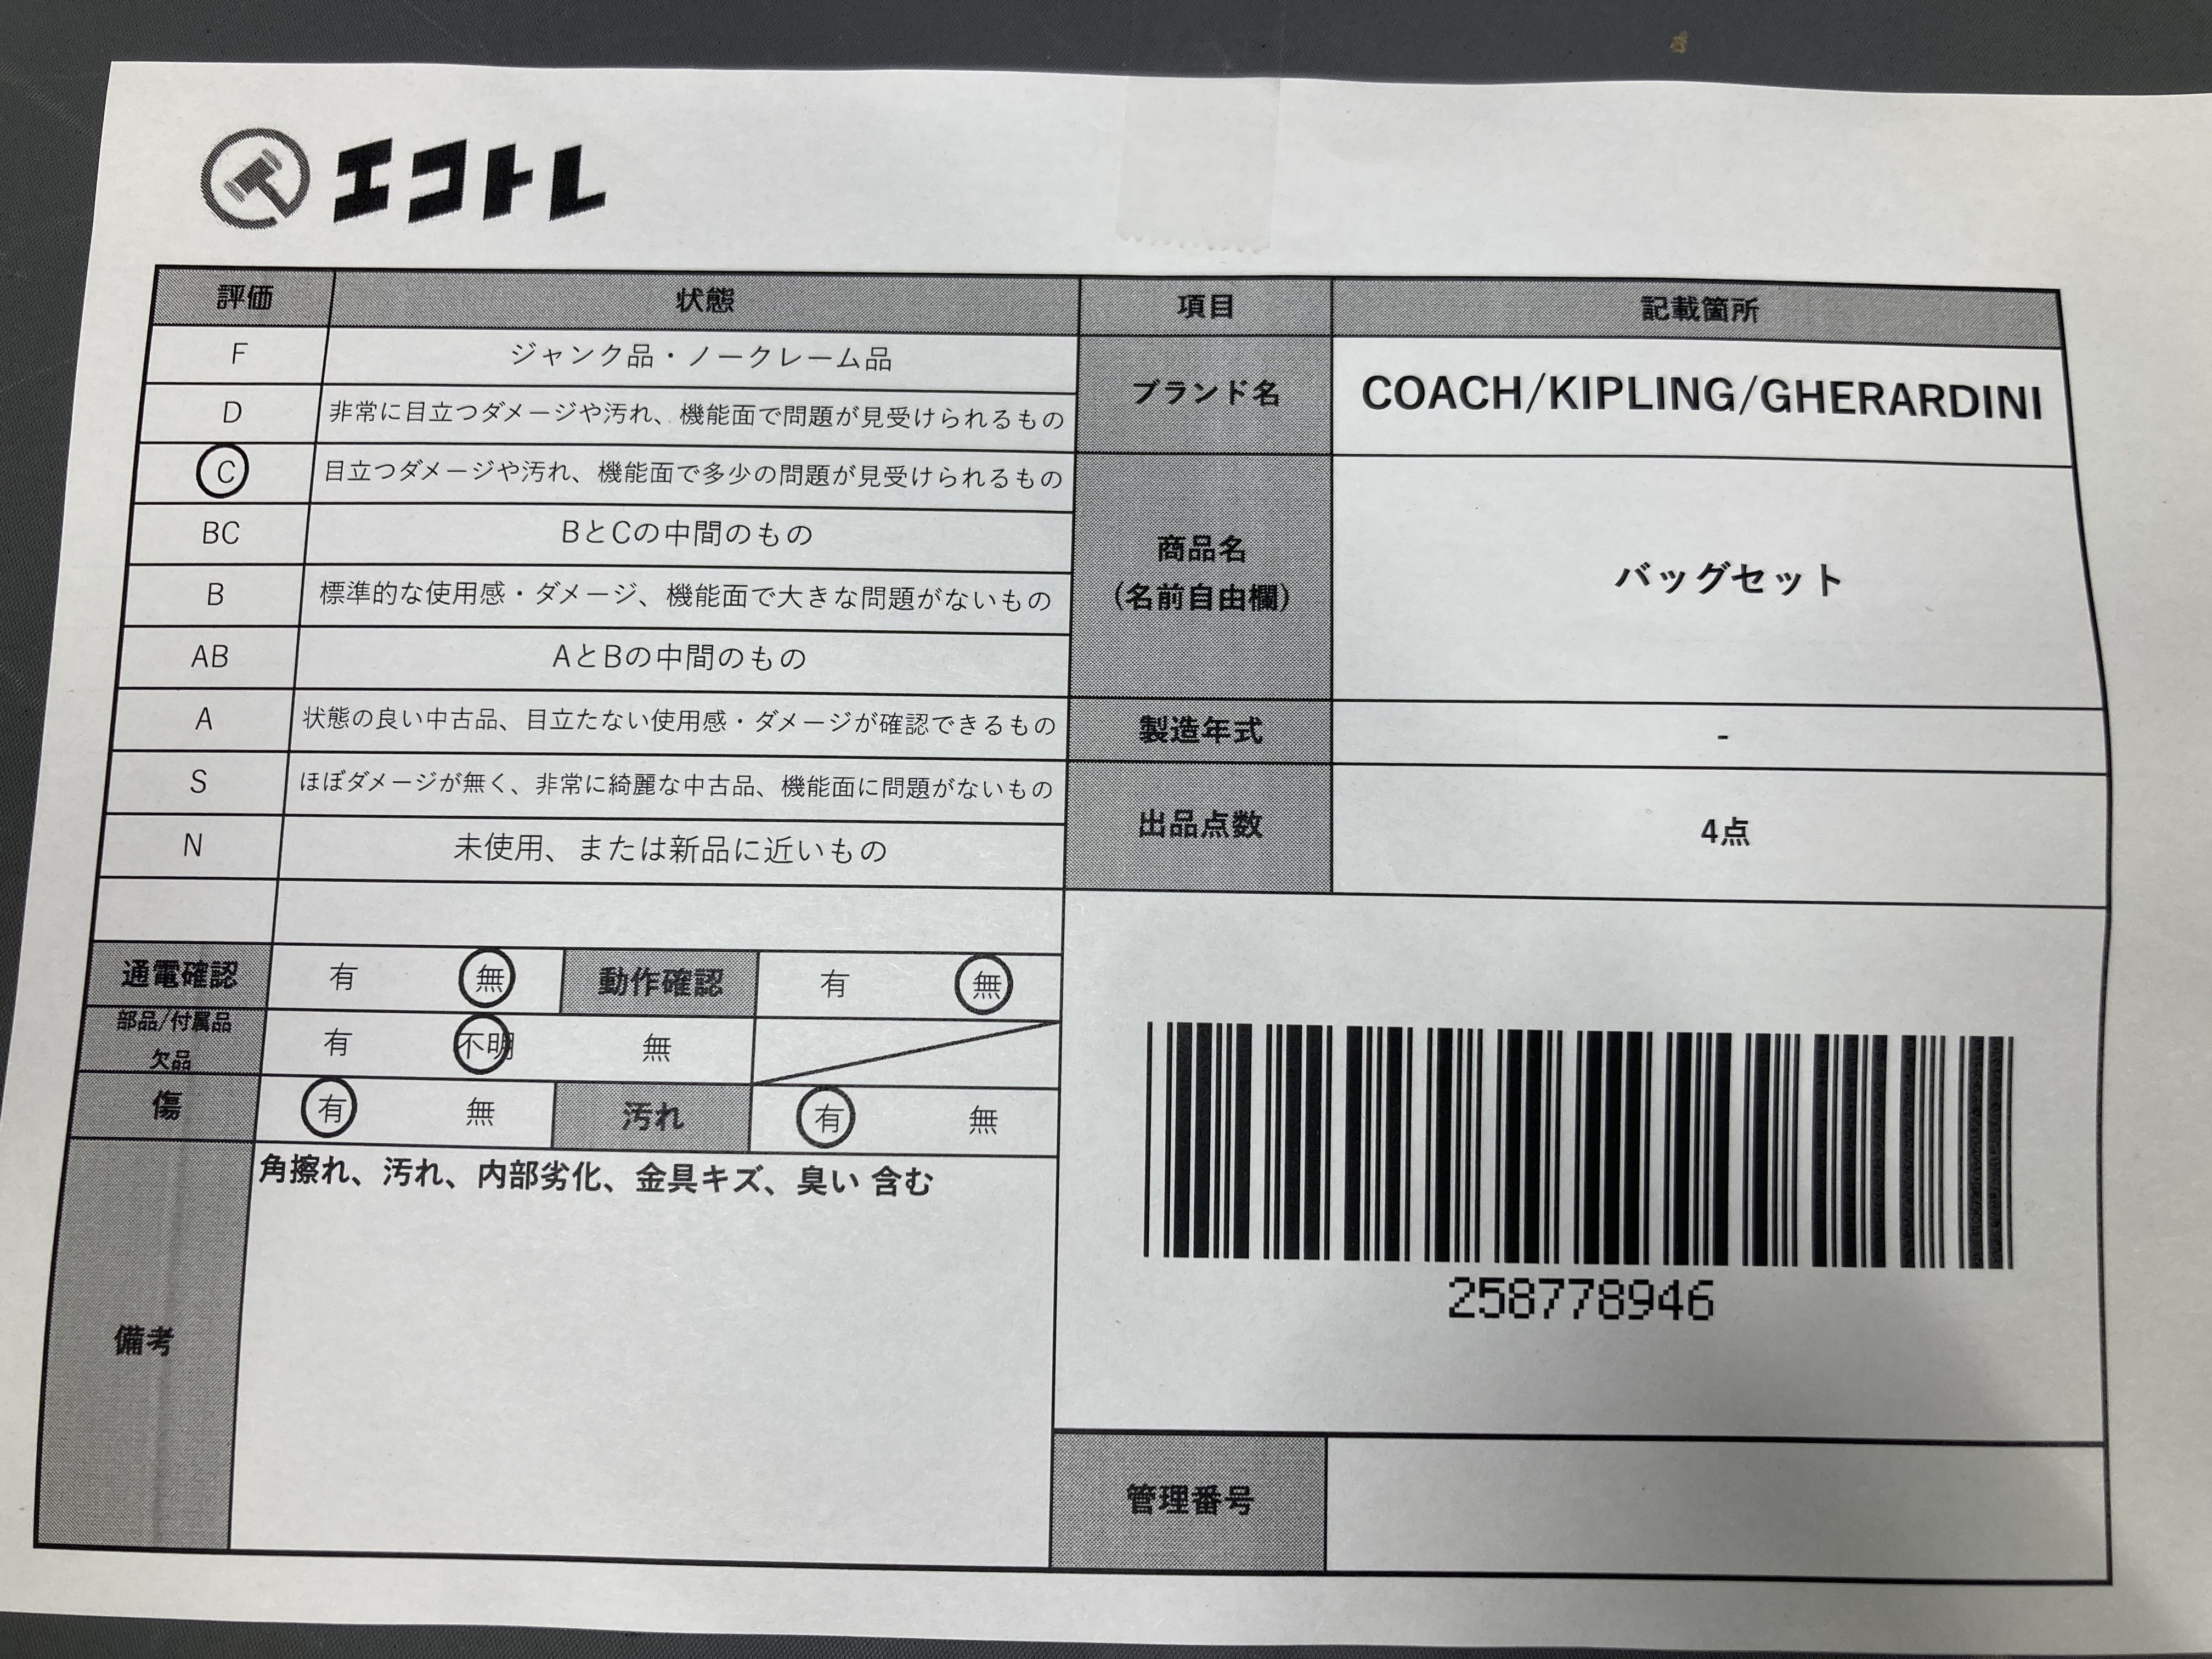 エコトレ
評価 状態 項目 記載箇所
F ジャンク品・ノークレーム品
D 非常に目立つダメージや汚れ、機能面で問題が見受けられるもの
C 目立つダメージや汚れ、機能面で多少の問題が見受けられるもの
BC BとCの中間のもの
B 標準的な使用感・ダメージ、機能面で大きな問題がないもの
AB AとBの中間のもの
A 状態の良い中古品、目立たない使用感・ダメージが確認できるもの
S ほぼダメージが無く、非常に綺麗な中古品、機能面に問題がないもの
N 未使用、または新品に近いもの
ブランド名 COACH/KIPLING/GHERARDINI
商品名
(名前自由欄)
バッグセット
製造年式 -
出品点数 4点
通電確認 有 無 動作確認 有 無
部品/付属品
欠品
有 不明 無
傷 有 無 汚れ 有 無
備考
角擦れ、汚れ、内部劣化、金具キズ、臭い 含む
258778946
管理番号